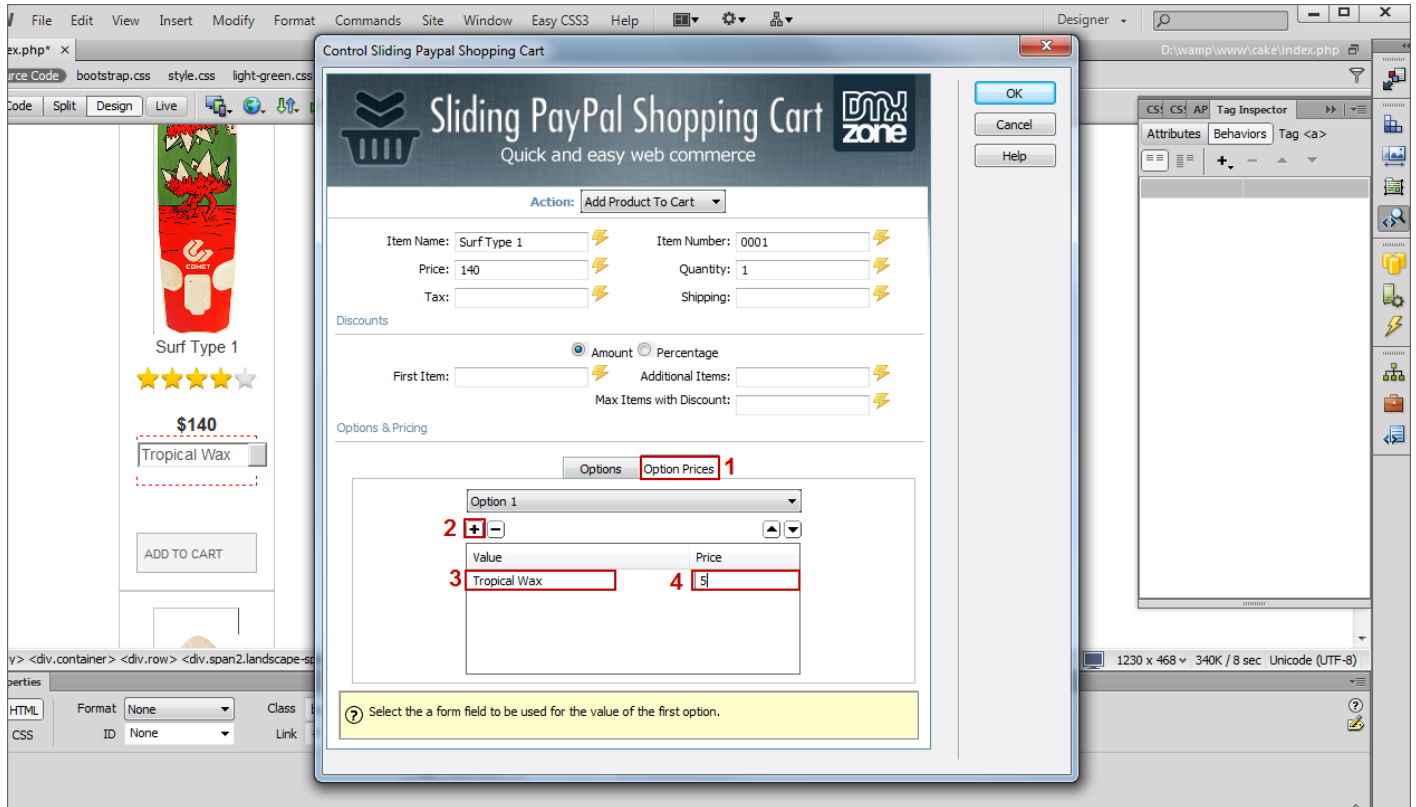 File Edit View Insert Modify Format Commands Site Window Easy CSS3 Help Designer
ex.php* × D:\wamp\www\cake\index.php
urce Code bootstrap.css style.css light-green.css
Code Split Design Live
Control Sliding Paypal Shopping Cart
Sliding PayPal Shopping Cart
Quick and easy web commerce
DMX
zone
OK
Cancel
Help
Action: Add Product To Cart
Item Name: Surf Type 1 Item Number: 0001
Price: 140 Quantity: 1
Tax: Shipping:
Discounts
Amount Percentage
First Item: Additional Items:
Max Items with Discount:
Options & Pricing
Options Option Prices 1
Option 1
2 + −
Value Price
3 Tropical Wax 4 5
Select the a form field to be used for the value of the first option.
COMET
Surf Type 1
$140
Tropical Wax
ADD TO CART
CS: CS: AP Tag Inspector
Attributes Behaviors Tag <a>
y> <div.container> <div.row> <div.span2.landscape-sp
1230 x 468 340K / 8 sec Unicode (UTF-8)
perties
HTML Format None Class
CSS ID None Link